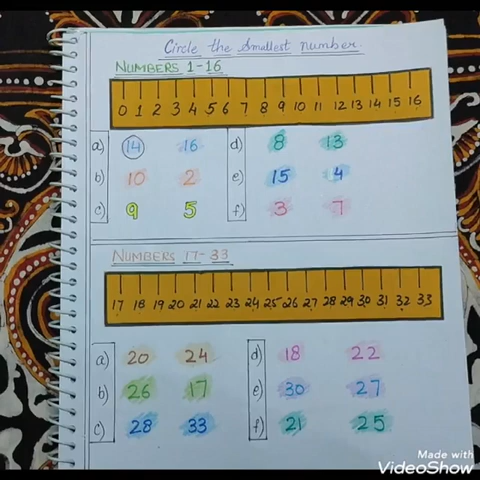 Circle the smallest number.
NUMBERS 1-16
0 1 2 3 4 5 6 7 8 9 10 11 12 13 14 15 16
a) 14 16 d) 8 13
b) 10 2 e) 15 4
c) 9 5 f) 3 7
NUMBERS 17-33
17 18 19 20 21 22 23 24 25 26 27 28 29 30 31 32 33
a) 20 24 d) 18 22
b) 26 17 e) 30 27
c) 28 33 f) 21 25
Made with
VideoShow